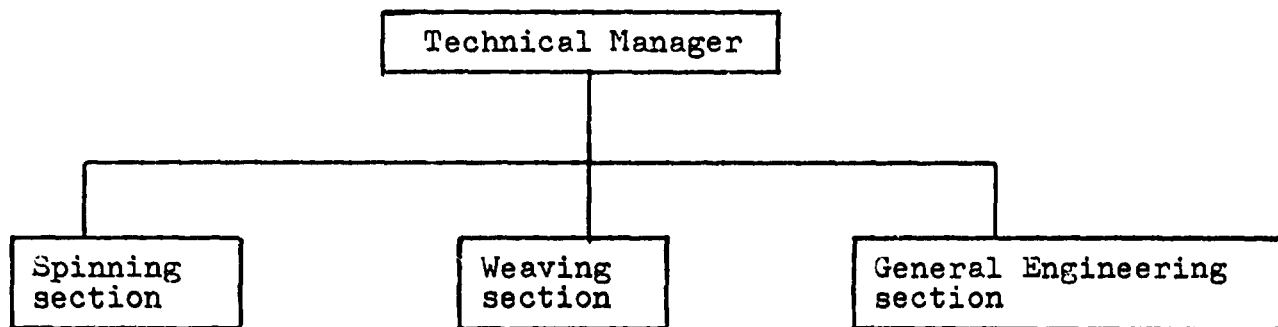 Technical Manager
Spinning
section
Weaving
section
General Engineering
section